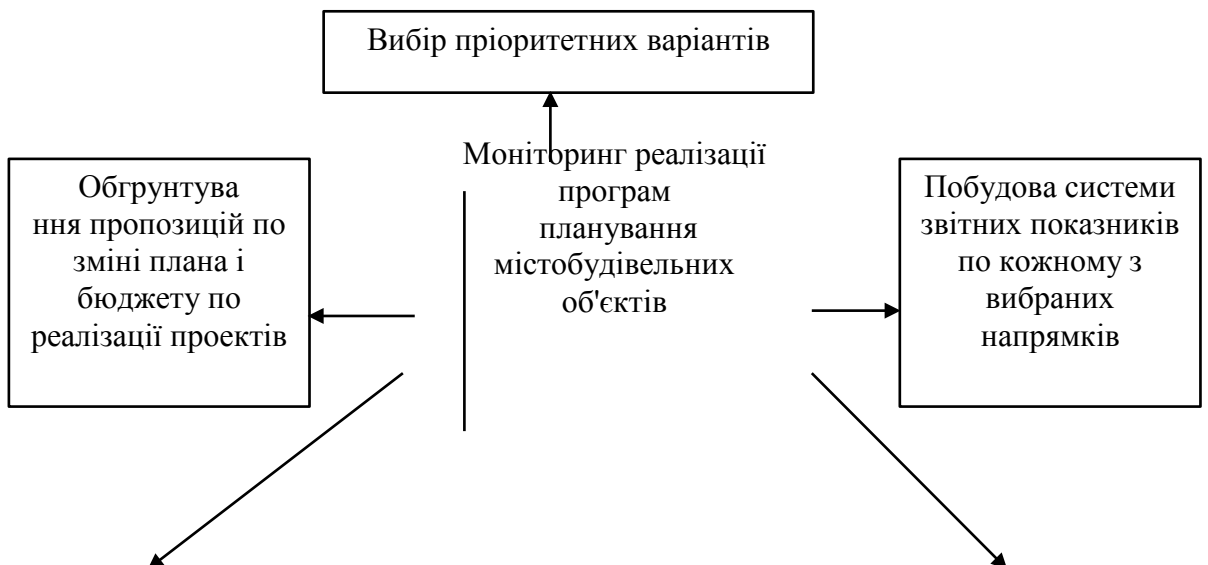 Вибір пріоритетних варіантів
Моніторинг реалізації
програм
планування
містобудівельних
об'єктів
Обгрунтува
ння пропозицій по
зміні плана і
бюджету по
реалізації проектів
Побудова системи
звітних показників
по кожному з
вибраних
напрямків